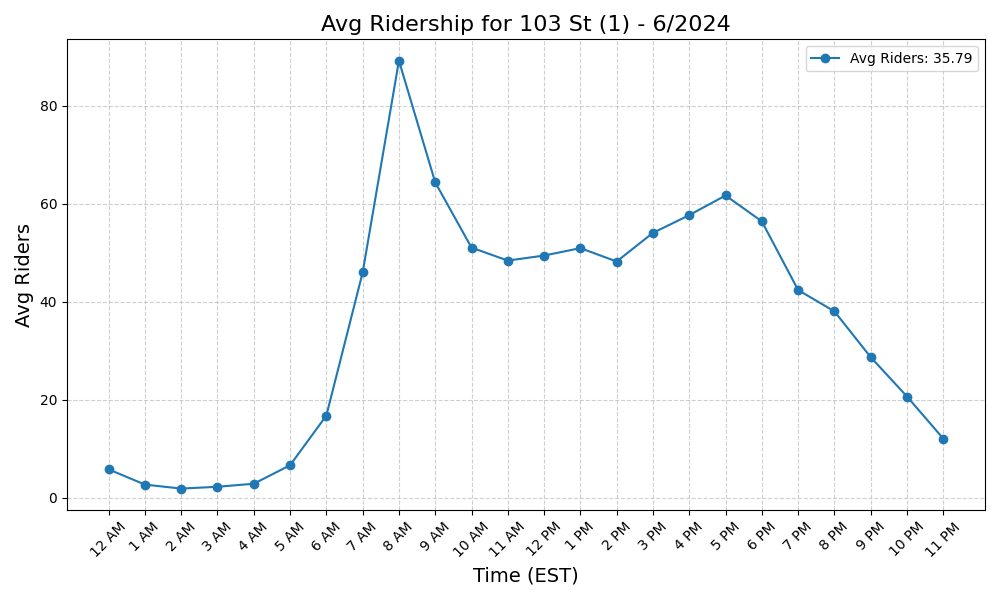 Avg Ridership for 103 St (1) - 6/2024
Avg Riders: 35.79
Avg Riders
80
60
40
20
0
12 AM
1 AM
2 AM
3 AM
4 AM
5 AM
6 AM
7 AM
8 AM
9 AM
10 AM
11 AM
12 PM
1 PM
2 PM
3 PM
4 PM
5 PM
6 PM
7 PM
8 PM
9 PM
10 PM
11 PM
Time (EST)